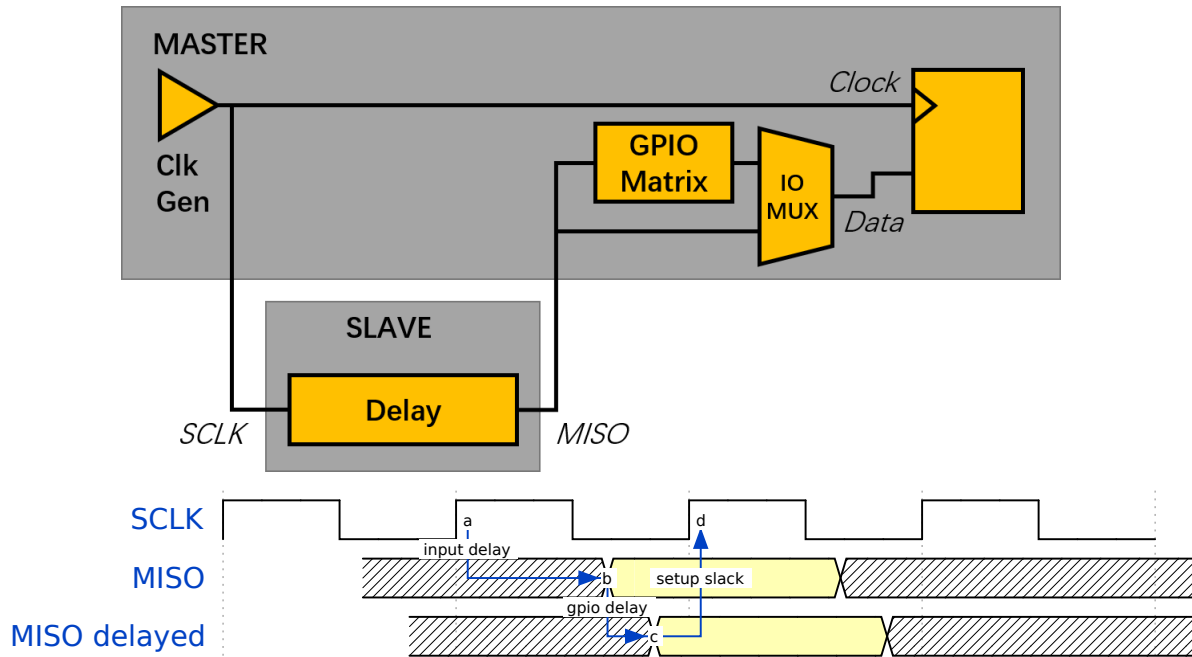 MASTER
Clk
Gen
Clock
GPIO
Matrix
IO
MUX
Data
SLAVE
Delay
SCLK
MISO
SCLK
a
d
input delay
MISO
b
setup slack
gpio delay
MISO delayed
c